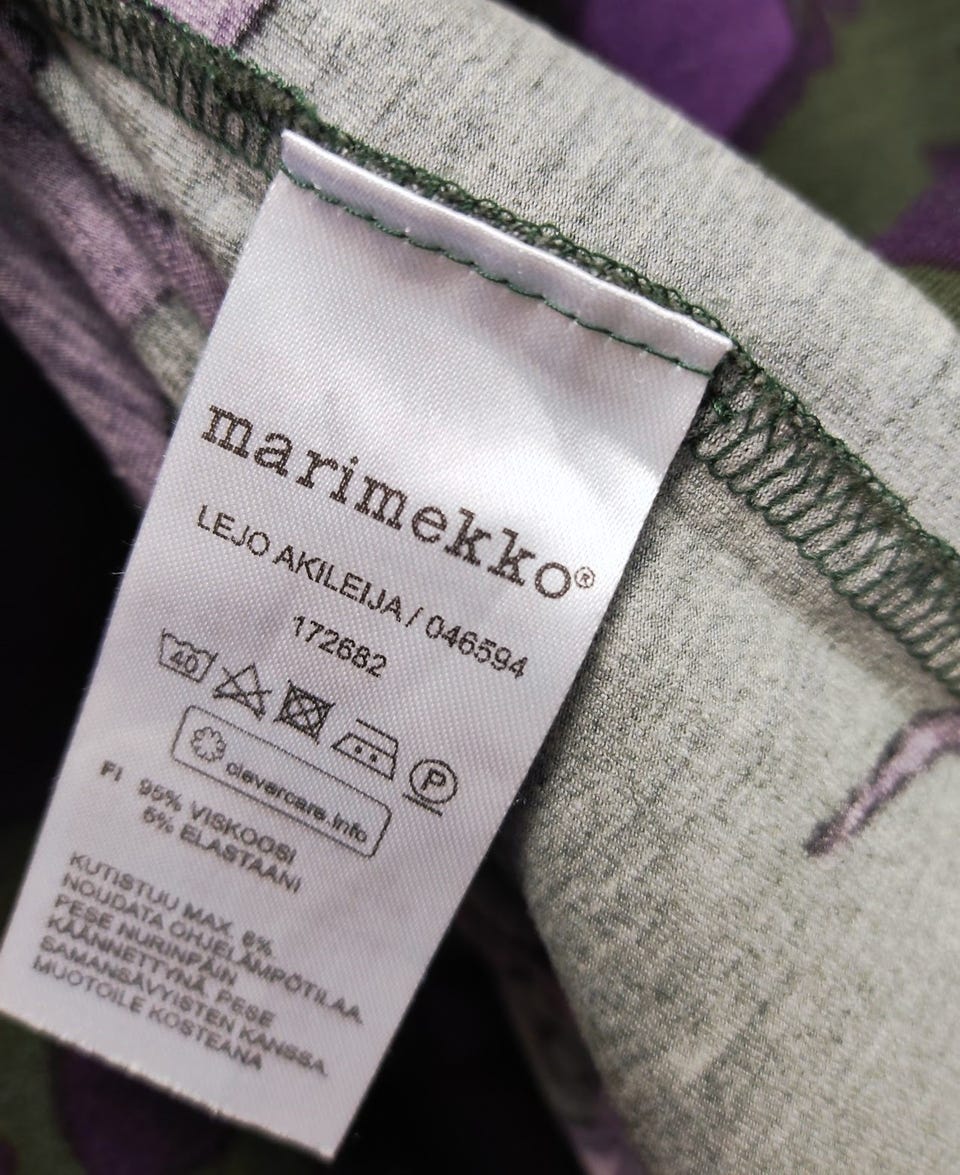 marimekko®
LEJO AKILEIJA / 046594
172682
40
P
clevercare.info
FI 95% VISKOOSI
5% ELASTAANI
KUTISTUU MAX. 6%.
NOUDATA OHJELÄMPÖTILAA.
PESE NURINPÄIN
KÄÄNNETTYNÄ. PESE
SAMANSÄVYISTEN KANSSA.
MUOTOILE KOSTEANA